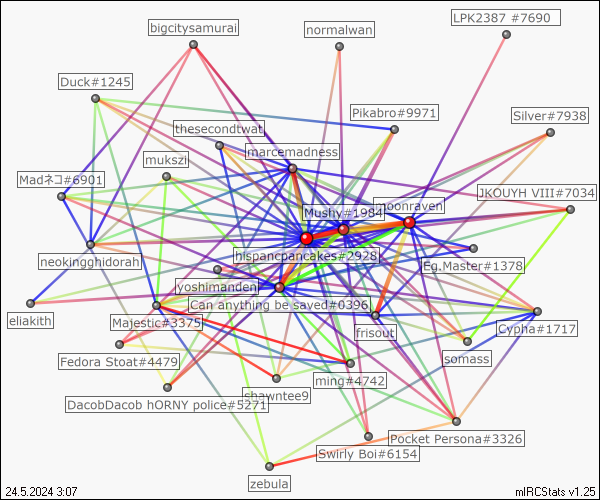 LPK2387 #7690
bigcitysamurai
normalwan
Duck#1245
Pikabro#9971
Silver#7938
thesecondtwat
marcemadness
mukszi
Madネコ#6901
JKOUYH VIII#7034
moonraven
Mushy#1984
hispancpancakes#2928
neokingghidorah
Eg.Master#1378
yoshimanden
Can anything be saved#0396
eliakith
Majestic#3375
frisout
Cypha#1717
Fedora Stoat#4479
somass
ming#4742
shawntee9
DacobDacob hORNY police#5271
Pocket Persona#3326
Swirly Boi#6154
zebula
24.5.2024 3:07
mIRCStats v1.25